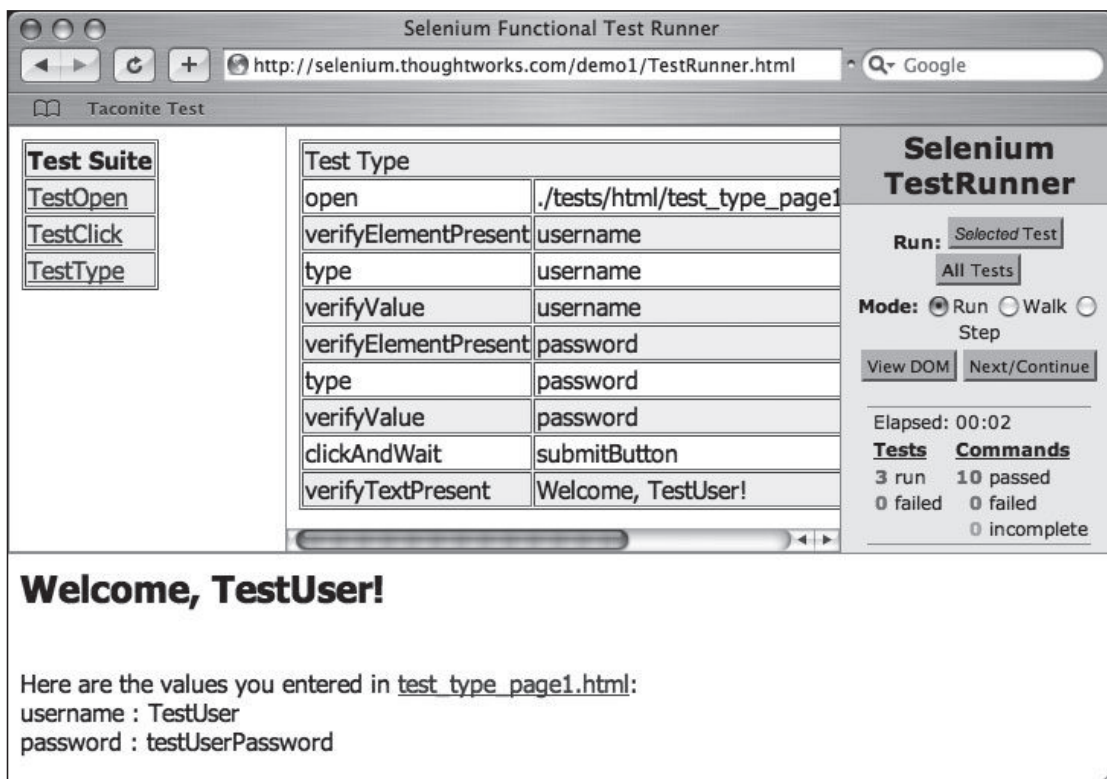 Selenium Functional Test Runner
http://selenium.thoughtworks.com/demo1/TestRunner.html
Google
Taconite Test
Test Suite
TestOpen
TestClick
TestType
Test Type
open ./tests/html/test_type_page1
verifyElementPresent username
type username
verifyValue username
verifyElementPresent password
type password
verifyValue password
clickAndWait submitButton
verifyTextPresent Welcome, TestUser!
Selenium
TestRunner
Run: Selected Test
All Tests
Mode: Run Walk
Step
View DOM Next/Continue
Elapsed: 00:02
Tests Commands
3 run 10 passed
0 failed 0 failed
0 incomplete
Welcome, TestUser!
Here are the values you entered in test_type_page1.html:
username : TestUser
password : testUserPassword